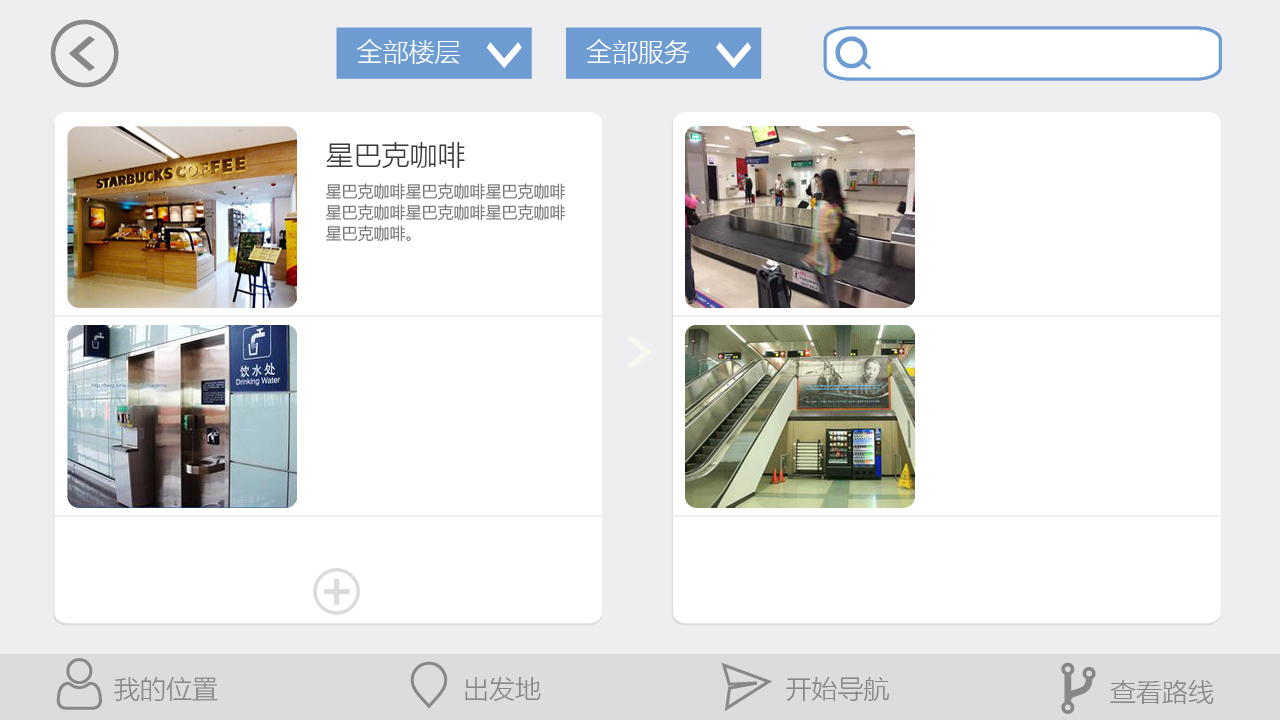 全部楼层
全部服务
STARBUCKS COFFEE
星巴克咖啡
星巴克咖啡星巴克咖啡星巴克咖啡
星巴克咖啡星巴克咖啡星巴克咖啡
星巴克咖啡。
饮水处
Drinking Water
我的位置
出发地
开始导航
查看路线